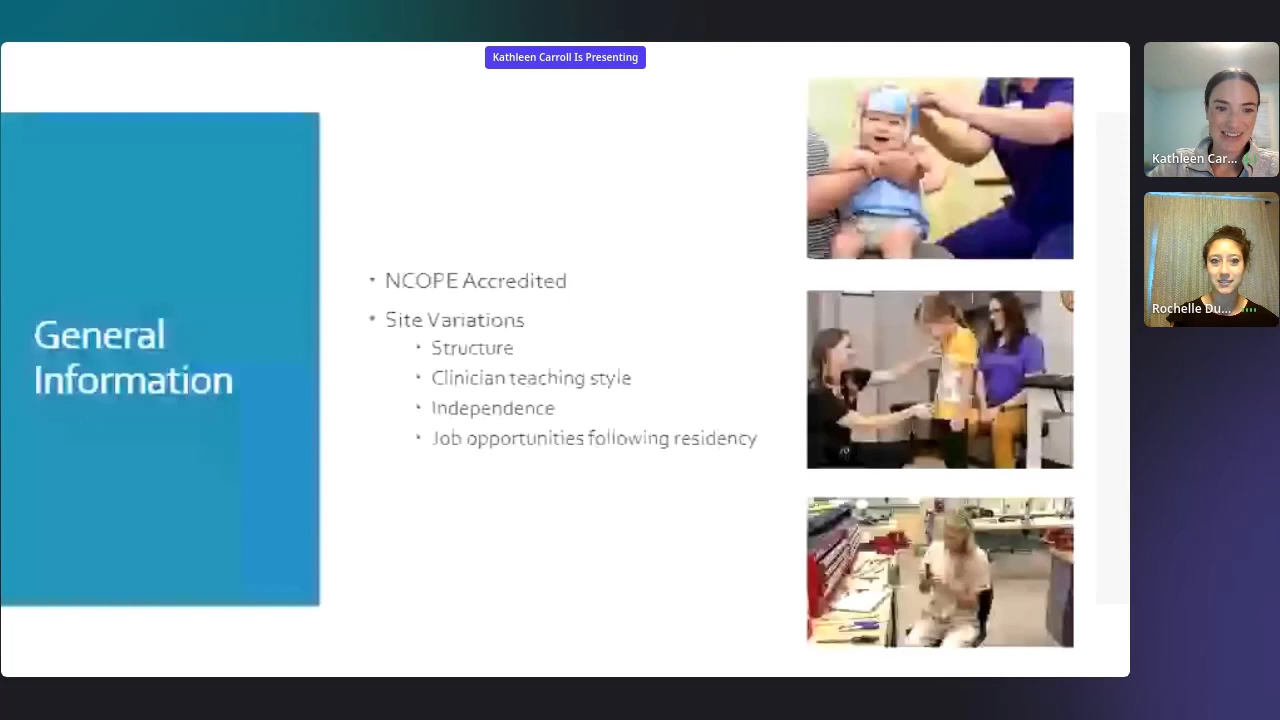 Kathleen Carroll Is Presenting
General
Information
• NCOPE Accredited
• Site Variations
• Structure
• Clinician teaching style
• Independence
• Job opportunities following residency
Kathleen Car...
Rochelle Du...